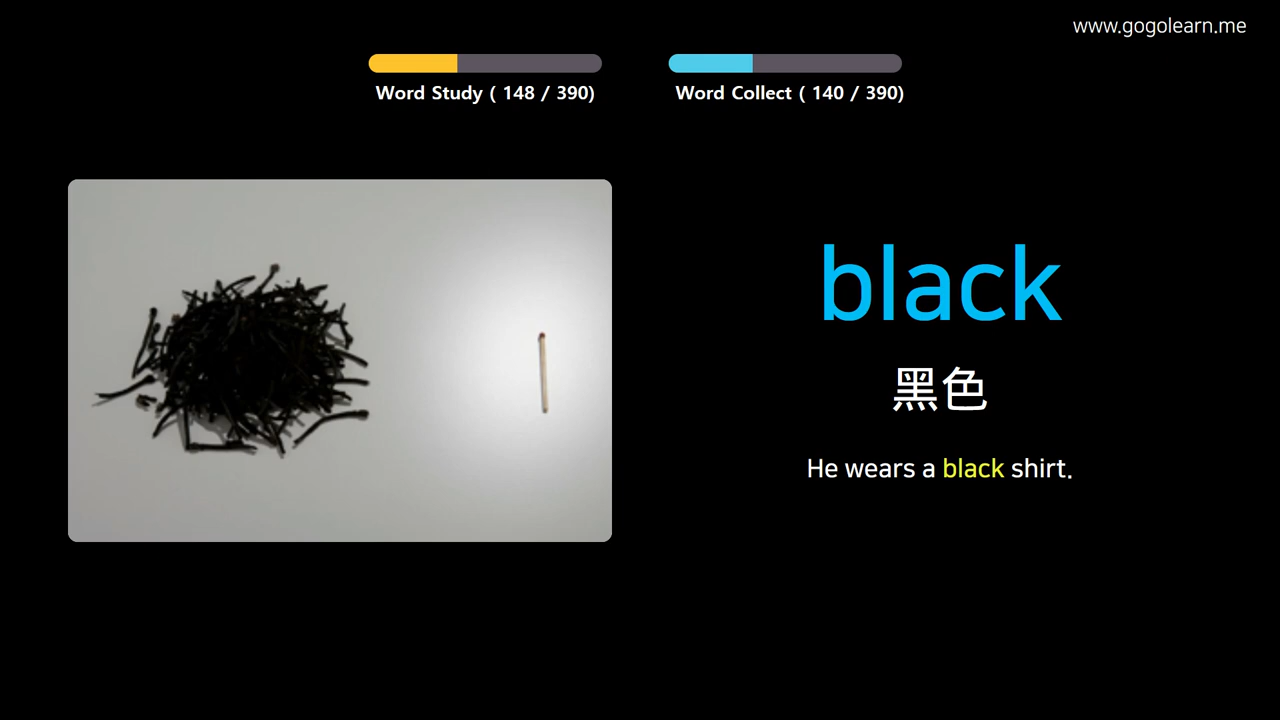 www.gogolearn.me
Word Study ( 148 / 390)
Word Collect ( 140 / 390)
black
黑色
He wears a black shirt.